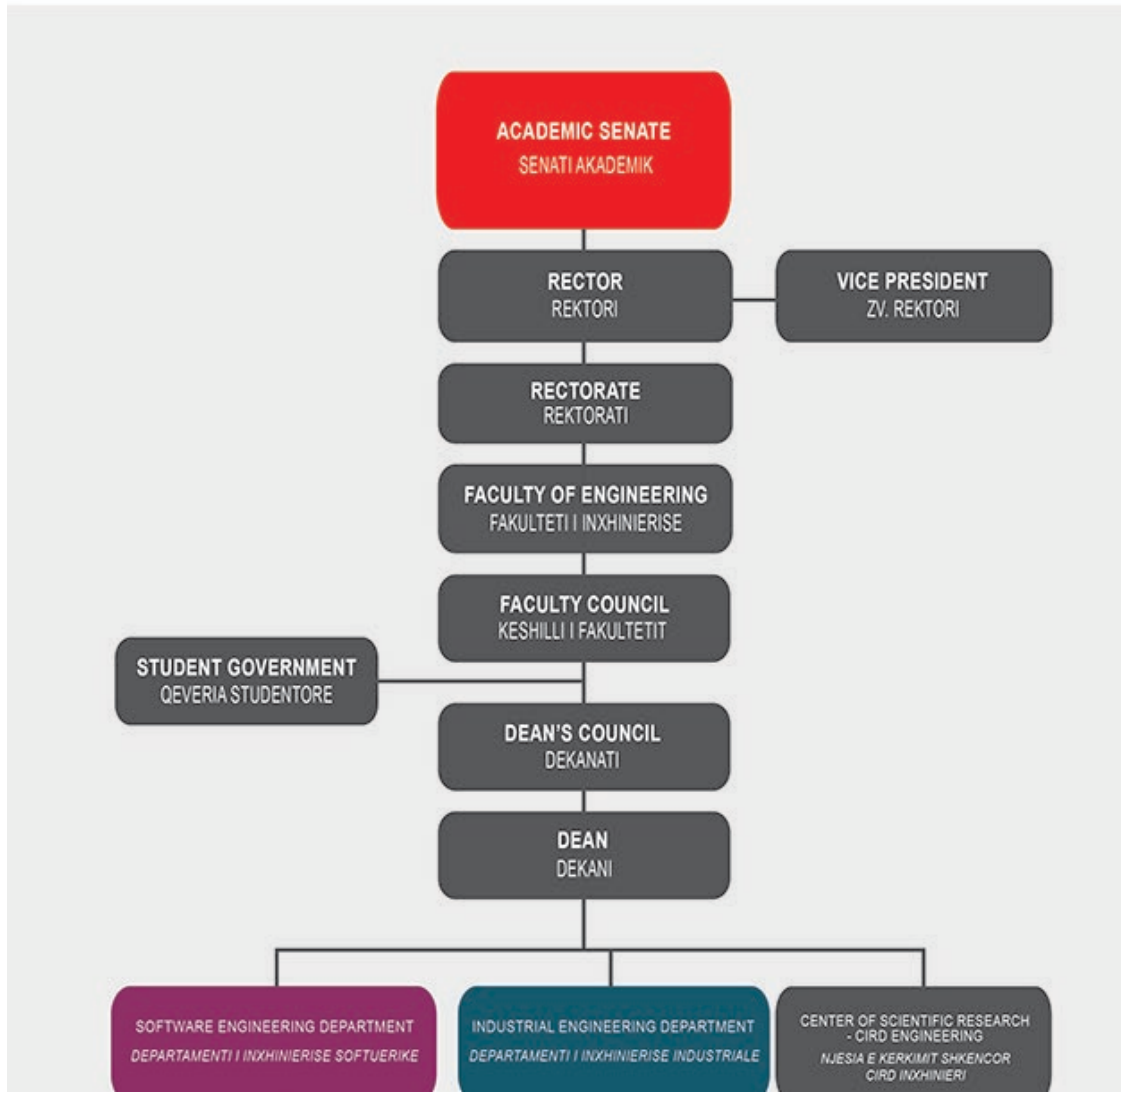 ACADEMIC SENATE
SENATI AKADEMIK
RECTOR
REKTORI
VICE PRESIDENT
ZV. REKTORI
RECTORATE
REKTORATI
FACULTY OF ENGINEERING
FAKULTETI I INXHINIERISE
FACULTY COUNCIL
KESHILLI I FAKULTETIT
STUDENT GOVERNMENT
QEVERIA STUDENTORE
DEAN'S COUNCIL
DEKANATI
DEAN
DEKANI
SOFTWARE ENGINEERING DEPARTMENT
DEPARTAMENTI I INXHINIERISE SOFTUERIKE
INDUSTRIAL ENGINEERING DEPARTMENT
DEPARTAMENTI I INXHINIERISE INDUSTRIALE
CENTER OF SCIENTIFIC RESEARCH
- CIRD ENGINEERING
NJESIA E KERKIMIT SHKENCOR
CIRD INXHINIERI